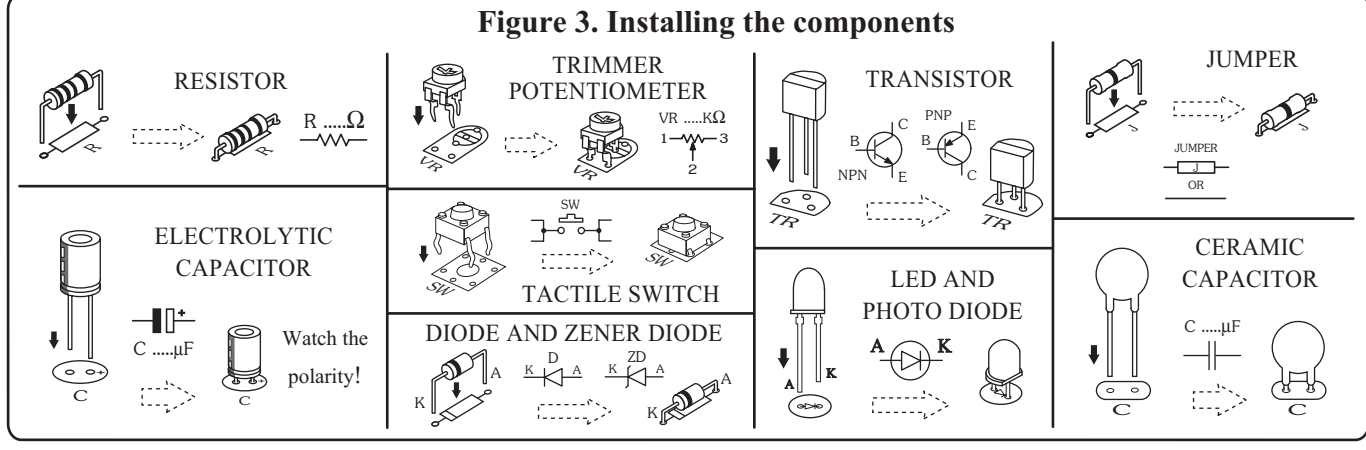 Figure 3. Installing the components
RESISTOR
R
R
R .....Ω
TRIMMER
POTENTIOMETER
VR
VR
VR .....KΩ
1
3
2
TRANSISTOR
TR
B
C
NPN
E
PNP
E
B
C
TR
JUMPER
J
J
JUMPER
J
OR
ELECTROLYTIC
CAPACITOR
+
C
+
C .....µF
+
C
Watch the
polarity!
SW
SW
SW
TACTILE SWITCH
DIODE AND ZENER DIODE
K
A
D
K A
ZD
K A
K
A
LED AND
PHOTO DIODE
A
K
A K
CERAMIC
CAPACITOR
C
C .....µF
C